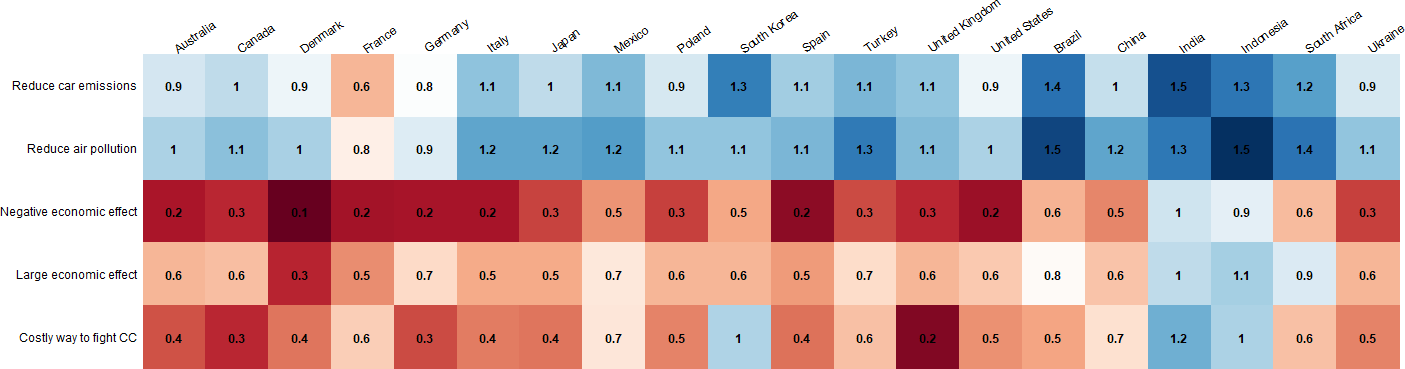 Australia Canada Denmark France Germany Italy Japan Mexico Poland South Korea Spain Turkey United Kingdom United States Brazil China India Indonesia South Africa Ukraine
Reduce car emissions 0.9 1 0.9 0.6 0.8 1.1 1 1.1 0.9 1.3 1.1 1.1 1.1 0.9 1.4 1 1.5 1.3 1.2 0.9
Reduce air pollution 1 1.1 1 0.8 0.9 1.2 1.2 1.2 1.1 1.1 1.1 1.3 1.1 1 1.5 1.2 1.3 1.5 1.4 1.1
Negative economic effect 0.2 0.3 0.1 0.2 0.2 0.2 0.3 0.5 0.3 0.5 0.2 0.3 0.3 0.2 0.6 0.5 1 0.9 0.6 0.3
Large economic effect 0.6 0.6 0.3 0.5 0.7 0.5 0.5 0.7 0.6 0.6 0.5 0.7 0.6 0.6 0.8 0.6 1 1.1 0.9 0.6
Costly way to fight CC 0.4 0.3 0.4 0.6 0.3 0.4 0.4 0.7 0.5 1 0.4 0.6 0.2 0.5 0.5 0.7 1.2 1 0.6 0.5